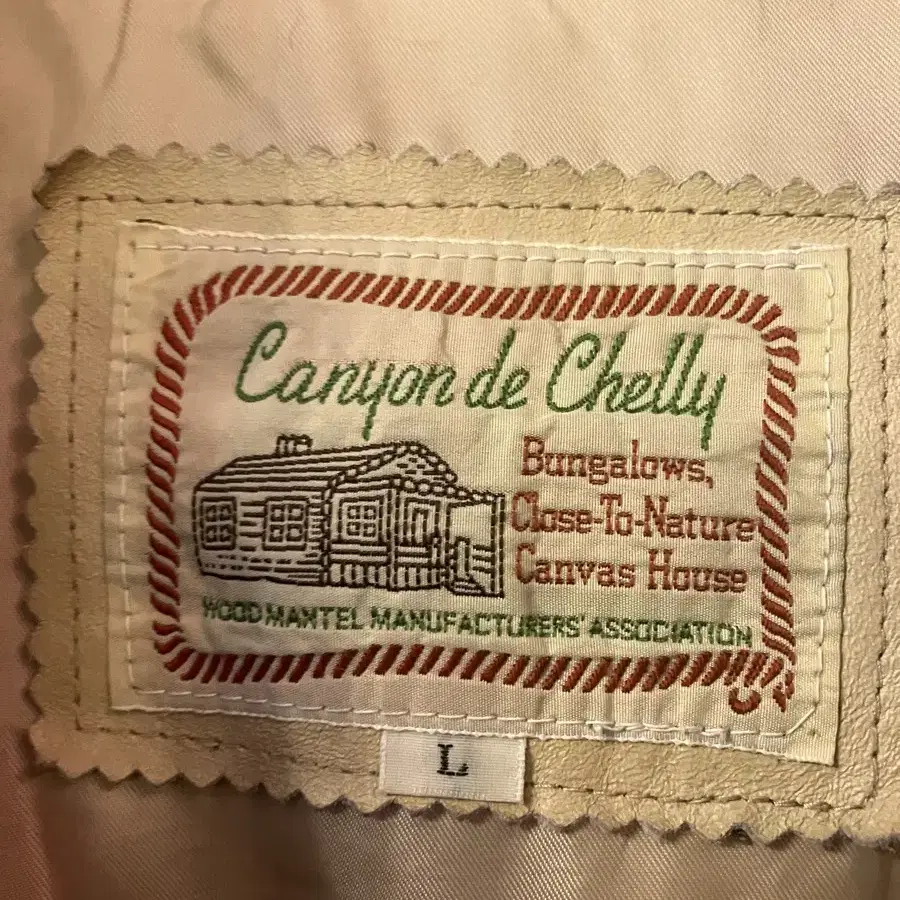 Canyon de Chelly
Bungalows,
Close-To-Nature
Canvas House
WOOD MANTEL MANUFACTURERS' ASSOCIATION
L